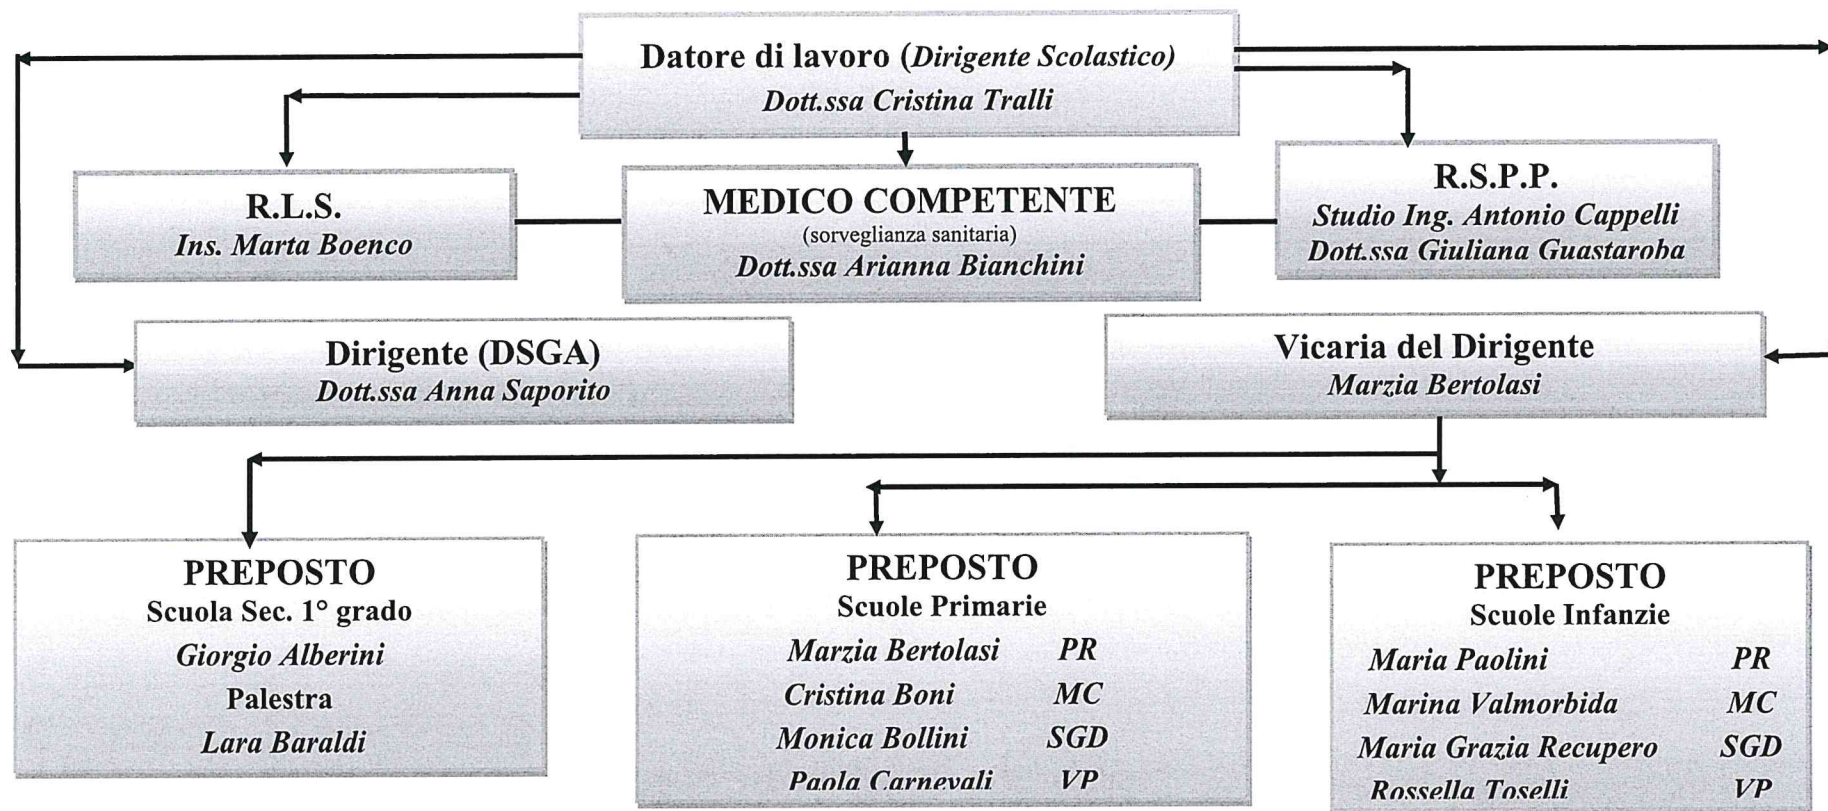 Datore di lavoro (Dirigente Scolastico)
Dott.ssa Cristina Tralli
R.L.S.
Ins. Marta Boenco
MEDICO COMPETENTE
(sorveglianza sanitaria)
Dott.ssa Arianna Bianchini
R.S.P.P.
Studio Ing. Antonio Cappelli
Dott.ssa Giuliana Guastaroba
Dirigente (DSGA)
Dott.ssa Anna Saporito
Vicaria del Dirigente
Marzia Bertolasi
PREPOSTO
Scuola Sec. 1° grado
Giorgio Alberini
Palestra
Lara Baraldi
PREPOSTO
Scuole Primarie
Marzia Bertolasi PR
Cristina Boni MC
Monica Bollini SGD
Paola Carnevali VP
PREPOSTO
Scuole Infanzie
Maria Paolini PR
Marina Valmorbida MC
Maria Grazia Recupero SGD
Rossella Toselli VP